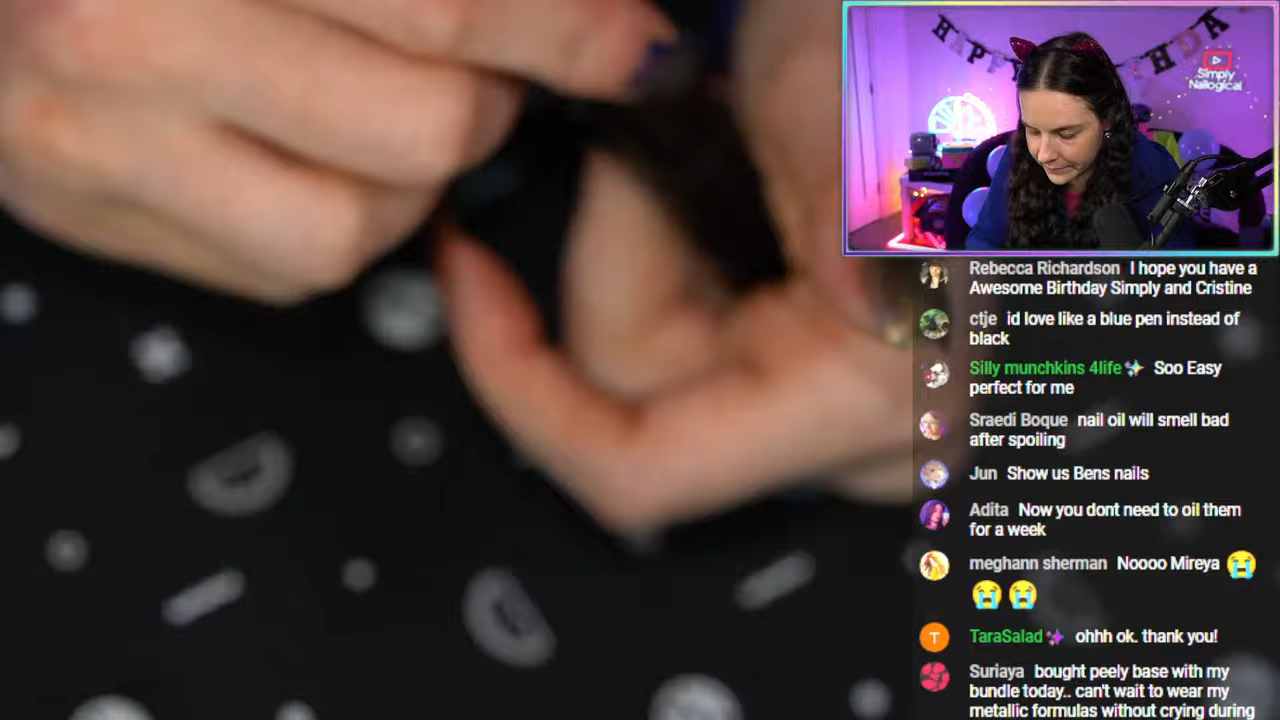 HAPP
HDA
Simply
Nailogical
Rebecca Richardson I hope you have a
Awesome Birthday Simply and Cristine
ctje id love like a blue pen instead of
black
Silly munchkins 4life Soo Easy
perfect for me
Sraedi Boque nail oil will smell bad
after spoiling
Jun Show us Bens nails
Adita Now you dont need to oil them
for a week
meghann sherman Noooo Mireya 😭
😭 😭
T TaraSalad ohhh ok. thank you!
Suriaya bought peely base with my
bundle today.. can't wait to wear my
metallic formulas without crying during